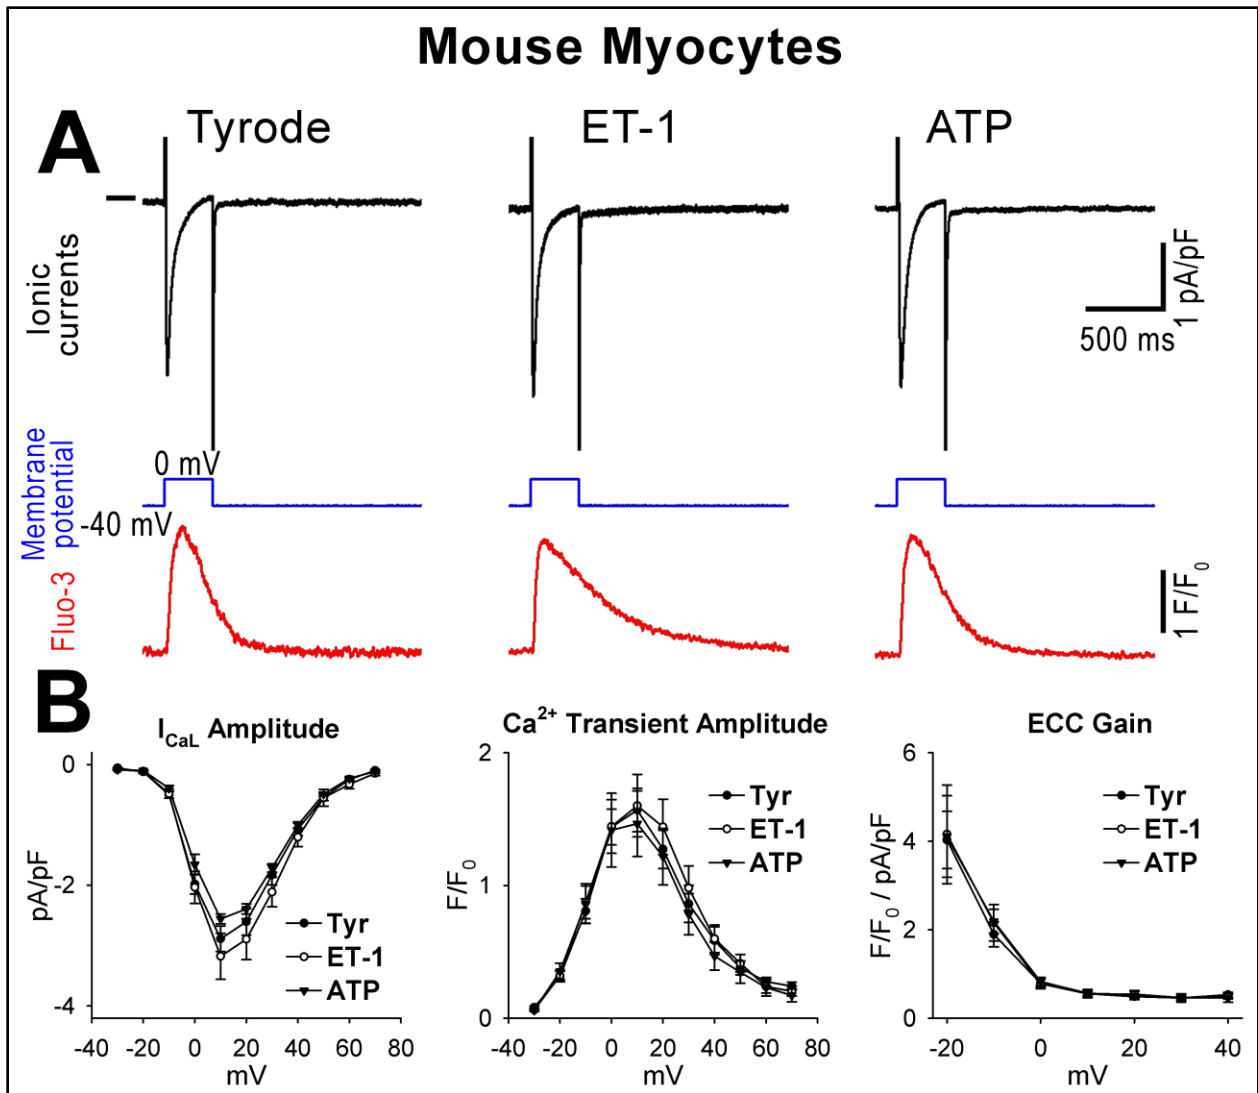 Mouse Myocytes
A
Tyrode
ET-1
ATP
Ionic
currents
1 pA/pF
500 ms
Membrane
potential
0 mV
-40 mV
Fluo-3
1 F/F₀
B
I_CaL Amplitude
0
-2
-4
pA/pF
Tyr
ET-1
ATP
-40 -20 0 20 40 60 80
mV
Ca²⁺ Transient Amplitude
2
1
0
F/F₀
Tyr
ET-1
ATP
-40 -20 0 20 40 60 80
mV
ECC Gain
6
4
2
0
F/F₀ / pA/pF
Tyr
ET-1
ATP
-20 0 20 40
mV